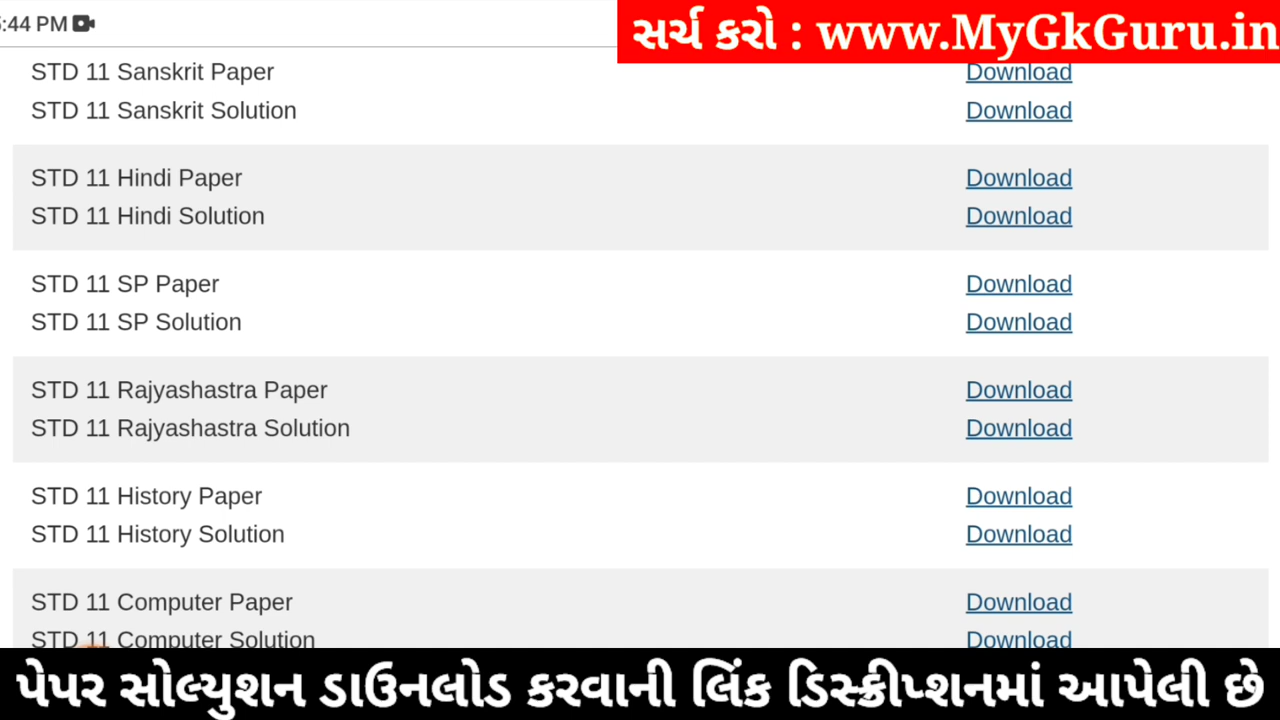 :44 PM
સર્ચ કરો : www.MyGkGuru.in
STD 11 Sanskrit Paper Download
STD 11 Sanskrit Solution Download
STD 11 Hindi Paper Download
STD 11 Hindi Solution Download
STD 11 SP Paper Download
STD 11 SP Solution Download
STD 11 Rajyashastra Paper Download
STD 11 Rajyashastra Solution Download
STD 11 History Paper Download
STD 11 History Solution Download
STD 11 Computer Paper Download
STD 11 Computer Solution Download
પેપર સોલ્યુશન ડાઉનલોડ કરવાની લિંક ડિસ્ક્રીપ્શનમાં આપેલી છે